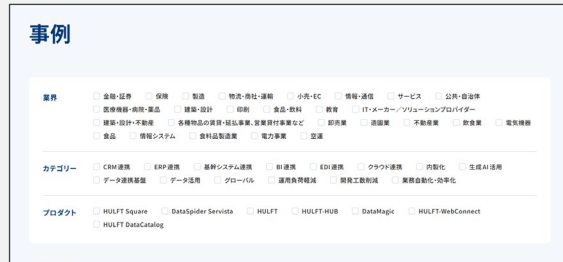 事例
業界 金融・証券 保険 製造 物流・商社・運輸 小売・EC 情報・通信 サービス 公共・自治体
医療機器・病院・薬品 建築・設計 印刷 食品・飲料 教育 IT・メーカー／ソリューションプロバイダー
建築・設計・不動産 各種物品の賃貸・延払事業、営業貸付事業など 卸売業 造園業 不動産業 飲食業 電気機器
食品 情報システム 食料品製造業 電力事業 空運
カテゴリー CRM連携 ERP連携 基幹システム連携 BI連携 EDI連携 クラウド連携 内製化 生成AI活用
データ連携基盤 データ活用 グローバル 運用負荷軽減 開発工数削減 業務自動化・効率化
プロダクト HULFT Square DataSpider Servista HULFT HULFT-HUB DataMagic HULFT-WebConnect
HULFT DataCatalog